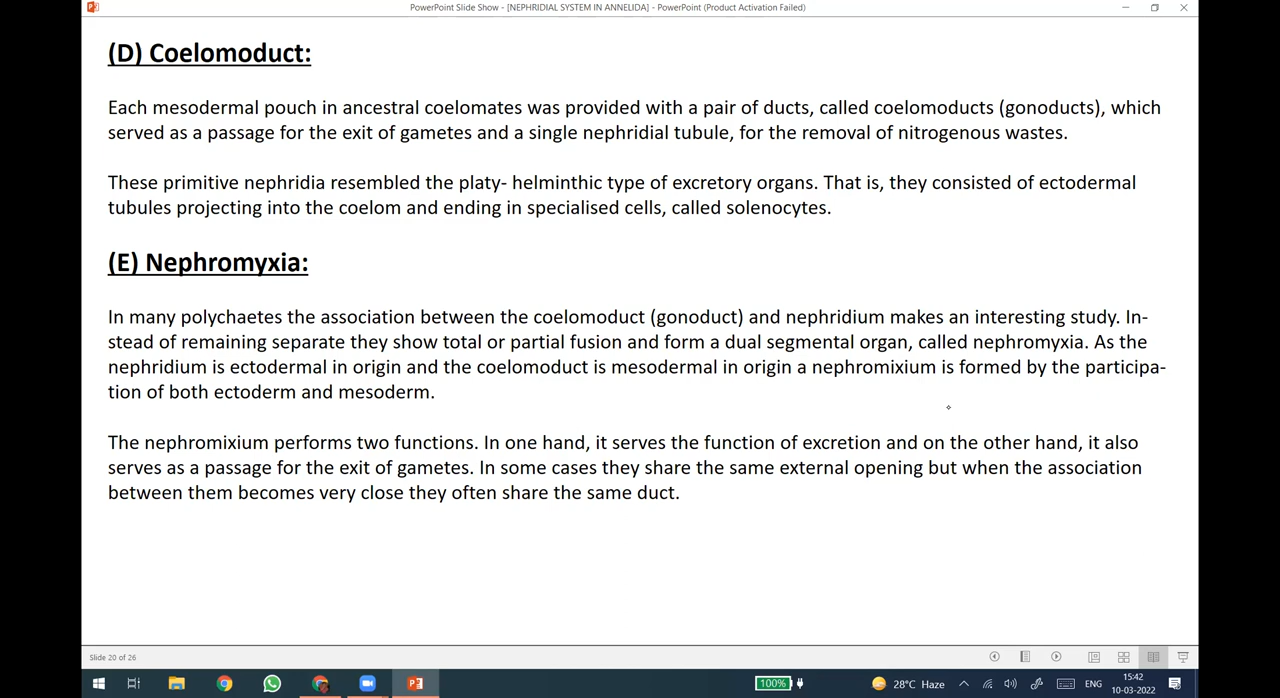 PowerPoint Slide Show - [NEPHRIDIAL SYSTEM IN ANNELIDA] - PowerPoint (Product Activation Failed)
(D) Coelomoduct:
Each mesodermal pouch in ancestral coelomates was provided with a pair of ducts, called coelomoducts (gonoducts), which
served as a passage for the exit of gametes and a single nephridial tubule, for the removal of nitrogenous wastes.
These primitive nephridia resembled the platy- helminthic type of excretory organs. That is, they consisted of ectodermal
tubules projecting into the coelom and ending in specialised cells, called solenocytes.
(E) Nephromyxia:
In many polychaetes the association between the coelomoduct (gonoduct) and nephridium makes an interesting study. In-
stead of remaining separate they show total or partial fusion and form a dual segmental organ, called nephromyxia. As the
nephridium is ectodermal in origin and the coelomoduct is mesodermal in origin a nephromixium is formed by the participa-
tion of both ectoderm and mesoderm.
The nephromixium performs two functions. In one hand, it serves the function of excretion and on the other hand, it also
serves as a passage for the exit of gametes. In some cases they share the same external opening but when the association
between them becomes very close they often share the same duct.
Slide 20 of 26
100% 28°C Haze ENG 15:42
10-03-2022